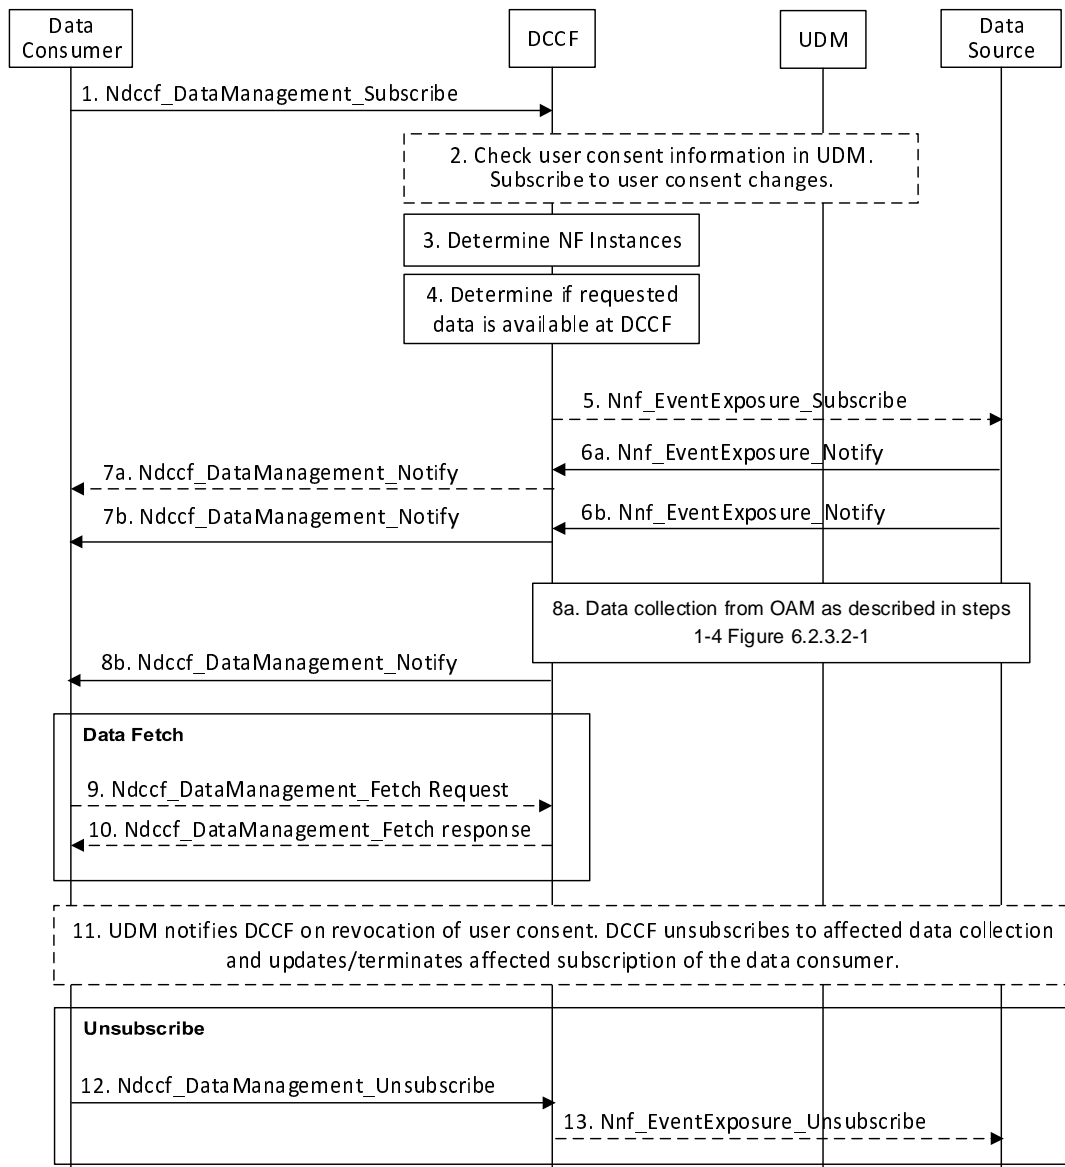 Data
Consumer
DCCF
UDM
Data
Source
1. Ndccf_DataManagement_Subscribe
2. Check user consent information in UDM.
Subscribe to user consent changes.
3. Determine NF Instances
4. Determine if requested
data is available at DCCF
5. Nnf_EventExposure_Subscribe
6a. Nnf_EventExposure_Notify
7a. Ndccf_DataManagement_Notify
6b. Nnf_EventExposure_Notify
7b. Ndccf_DataManagement_Notify
8a. Data collection from OAM as described in steps
1-4 Figure 6.2.3.2-1
8b. Ndccf_DataManagement_Notify
Data Fetch
9. Ndccf_DataManagement_Fetch Request
10. Ndccf_DataManagement_Fetch response
11. UDM notifies DCCF on revocation of user consent. DCCF unsubscribes to affected data collection
and updates/terminates affected subscription of the data consumer.
Unsubscribe
12. Ndccf_DataManagement_Unsubscribe
13. Nnf_EventExposure_Unsubscribe